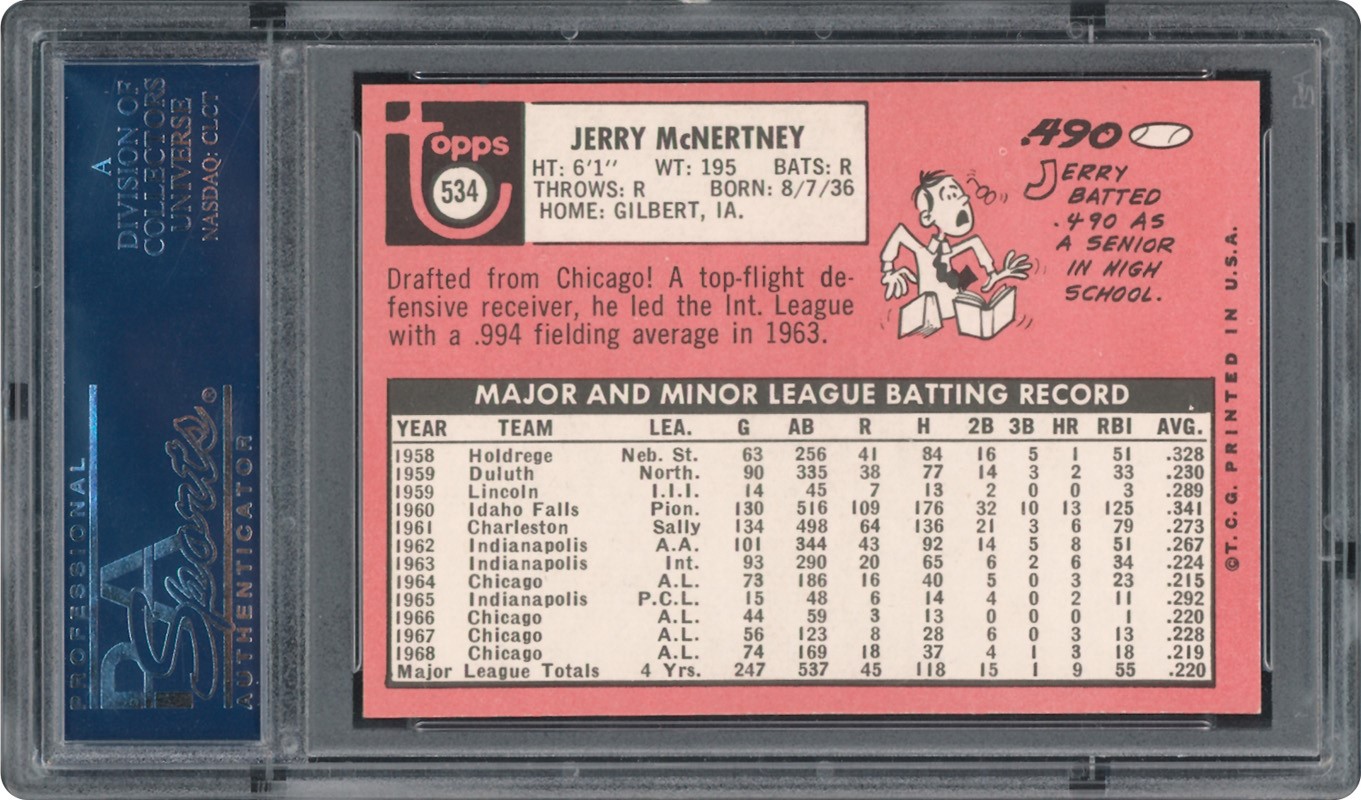 A
DIVISION OF
COLLECTORS
UNIVERSE
NASDAQ: CLCT
PROFESSIONAL
PSA
Sports®
AUTHENTICATOR
topps
534
JERRY McNERTNEY
HT: 6'1" WT: 195 BATS: R
THROWS: R BORN: 8/7/36
HOME: GILBERT, IA.
Drafted from Chicago! A top-flight de-
fensive receiver, he led the Int. League
with a .994 fielding average in 1963.
.490
JERRY
BATTED
.490 AS
A SENIOR
IN HIGH
SCHOOL.
MAJOR AND MINOR LEAGUE BATTING RECORD
YEAR TEAM LEA. G AB R H 2B 3B HR RBI AVG.
1958 Holdrege Neb. St. 63 256 41 84 16 5 1 51 .328
1959 Duluth North. 90 335 38 77 14 3 2 33 .230
1959 Lincoln I.I.I. 14 45 7 13 2 0 0 3 .289
1960 Idaho Falls Pion. 130 516 109 176 32 10 13 125 .341
1961 Charleston Sally 134 498 64 136 21 3 6 79 .273
1962 Indianapolis A.A. 101 344 43 92 14 5 8 51 .267
1963 Indianapolis Int. 93 290 20 65 6 2 6 34 .224
1964 Chicago A.L. 73 186 16 40 5 0 3 23 .215
1965 Indianapolis P.C.L. 15 48 6 14 4 0 2 11 .292
1966 Chicago A.L. 44 59 3 13 0 0 0 1 .220
1967 Chicago A.L. 56 123 8 28 6 0 3 13 .228
1968 Chicago A.L. 74 169 18 37 4 1 3 18 .219
Major League Totals 4 Yrs. 247 537 45 118 15 1 9 55 .220
©T.C.G. PRINTED IN U.S.A.